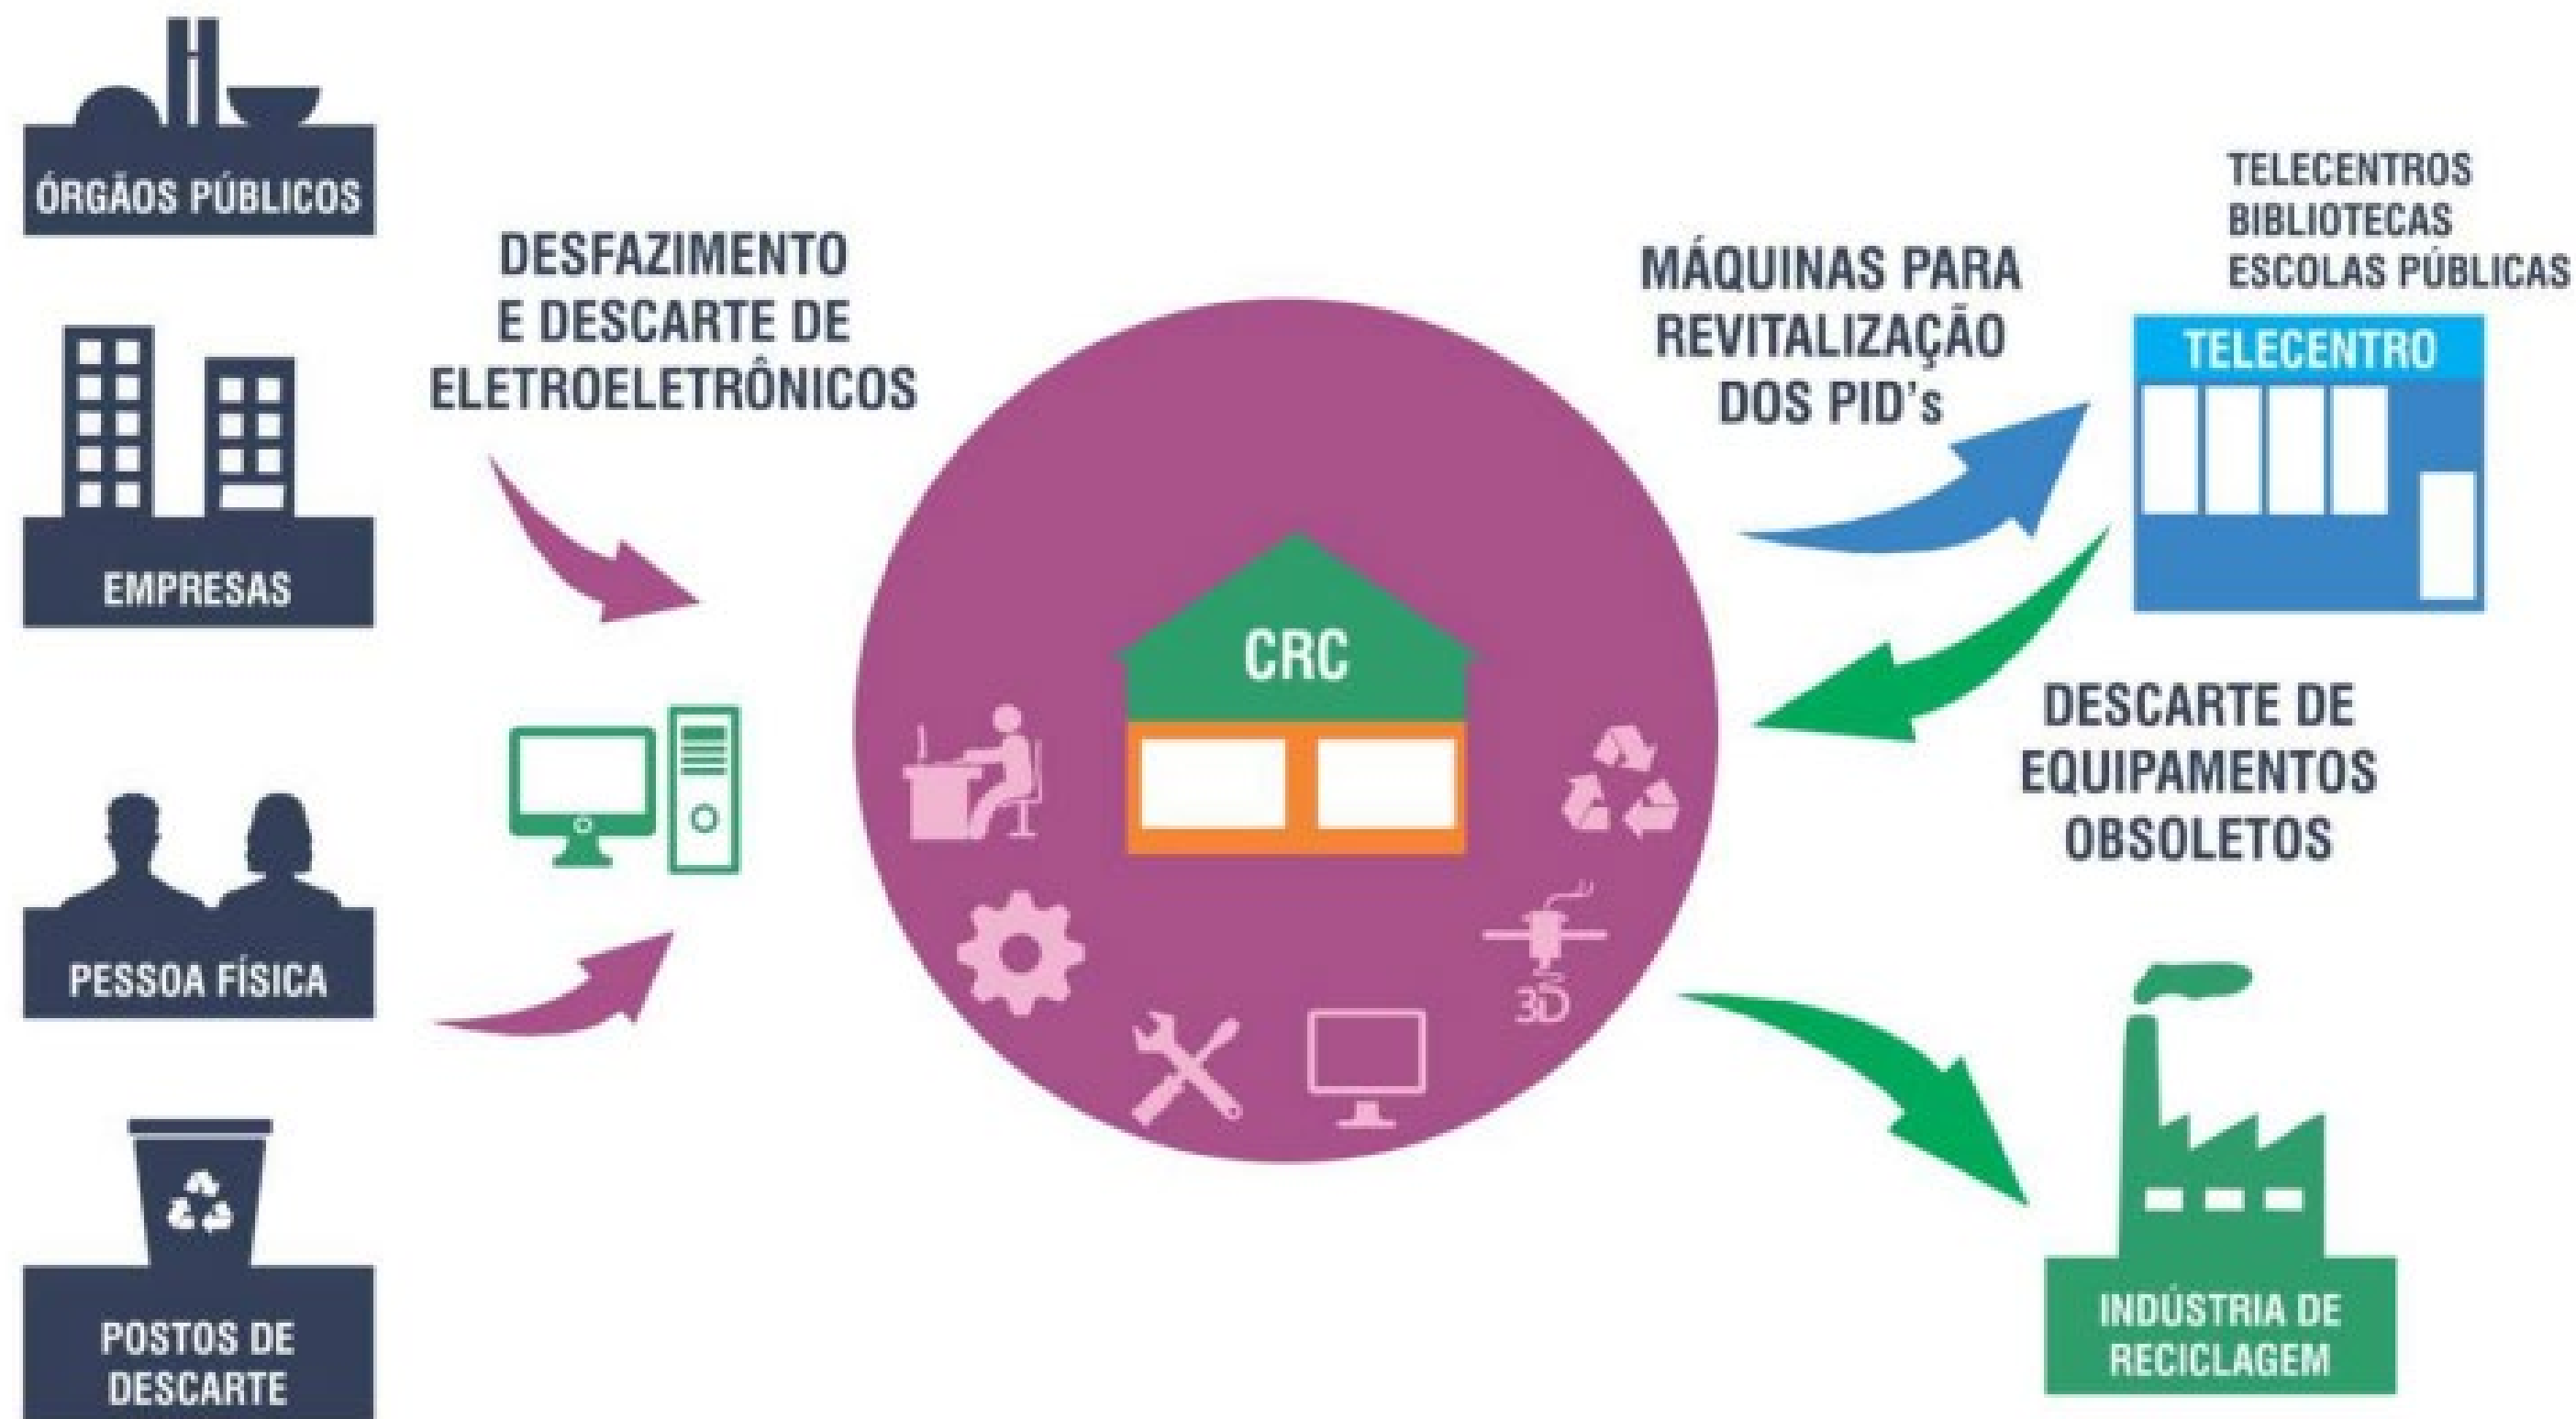 ÓRGÃOS PÚBLICOS
EMPRESAS
PESSOA FÍSICA
POSTOS DE
DESCARTE
DESFAZIMENTO
E DESCARTE DE
ELETROELETRÔNICOS
CRC
3D
MÁQUINAS PARA
REVITALIZAÇÃO
DOS PID's
TELECENTROS
BIBLIOTECAS
ESCOLAS PÚBLICAS
TELECENTRO
DESCARTE DE
EQUIPAMENTOS
OBSOLETOS
INDÚSTRIA DE
RECICLAGEM